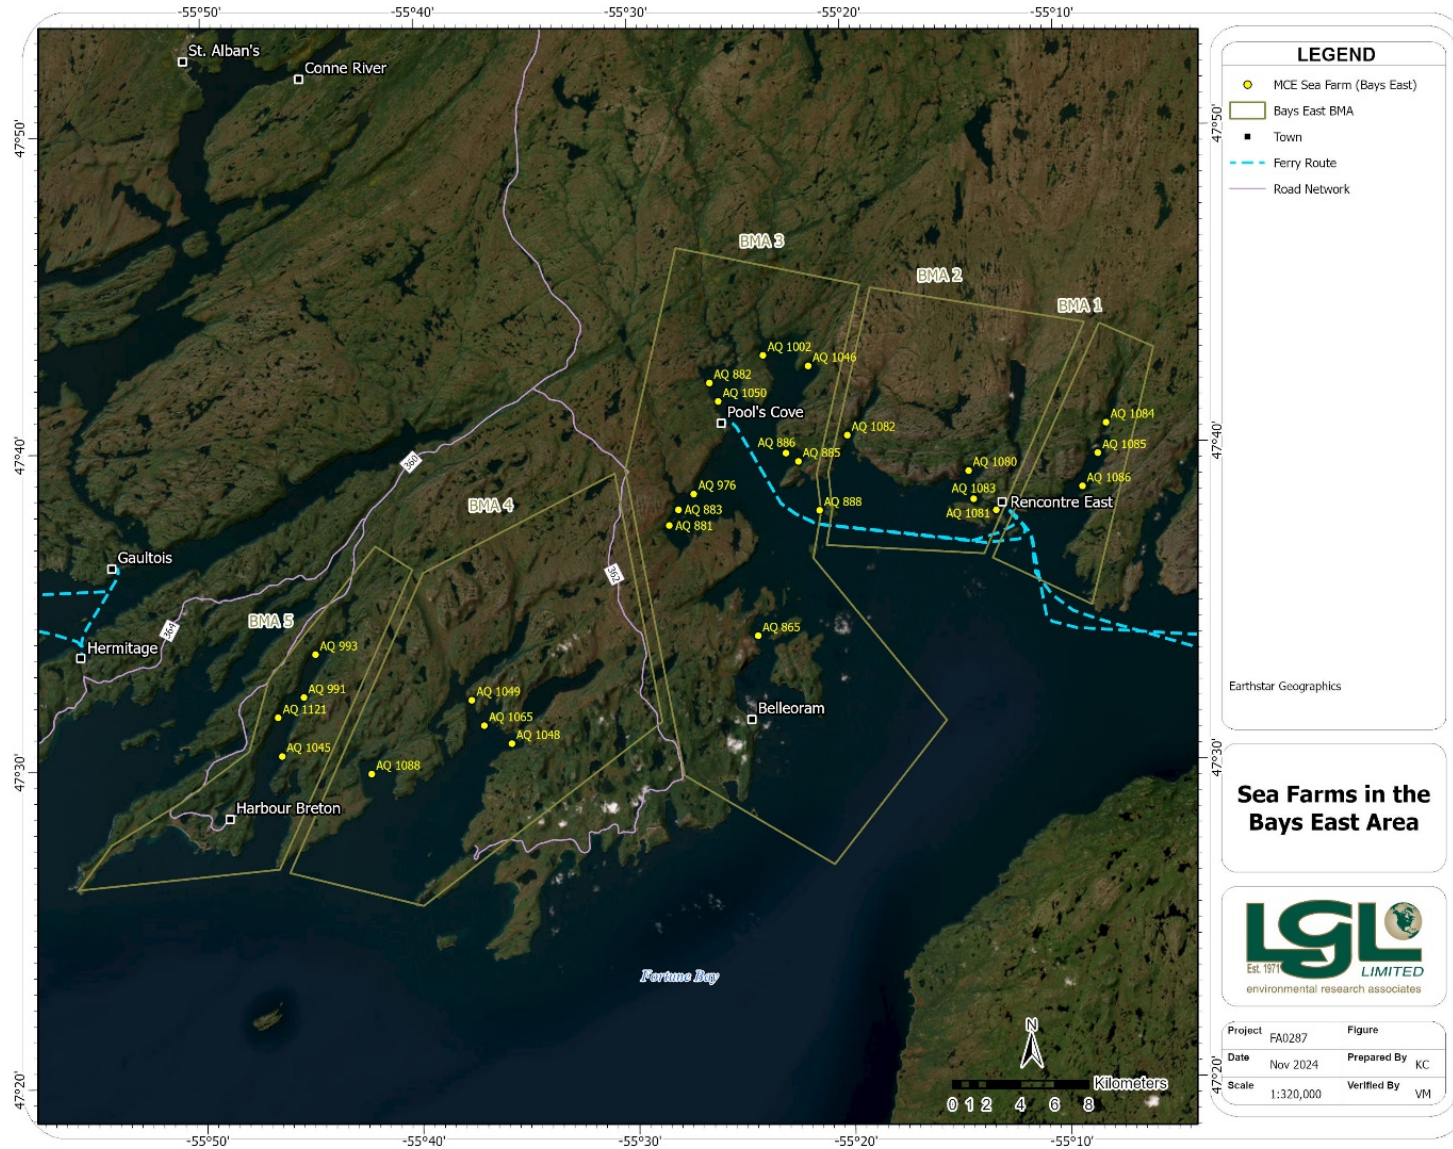 -55°50'
-55°40'
-55°30'
-55°20'
-55°10'
47°50'
47°40'
47°30'
47°20'
St. Alban's
Conne River
BMA 3
BMA 2
BMA 1
AQ 1002
AQ 1046
AQ 882
AQ 1050
Pool's Cove
AQ 1084
AQ 1082
AQ 886
AQ 885
AQ 1085
360
AQ 1080
AQ 1086
AQ 976
AQ 1083
Rencontre East
BMA 4
AQ 883
AQ 888
AQ 1081
AQ 881
Gaultois
362
BMA 5
364
AQ 865
Hermitage
AQ 993
AQ 991
AQ 1049
AQ 1121
AQ 1065
Belleoram
AQ 1045
AQ 1048
AQ 1088
Harbour Breton
Fortune Bay
N
Kilometers
0 1 2 4 6 8
47°50'
47°40'
47°30'
47°20'
-55°50'
-55°40'
-55°30'
-55°20'
-55°10'
LEGEND
MCE Sea Farm (Bays East)
Bays East BMA
Town
Ferry Route
Road Network
Earthstar Geographics
Sea Farms in the
Bays East Area
LGL
Est. 1971
LIMITED
environmental research associates
Project FA0287 Figure
Date Nov 2024 Prepared By KC
Scale 1:320,000 Verified By VM